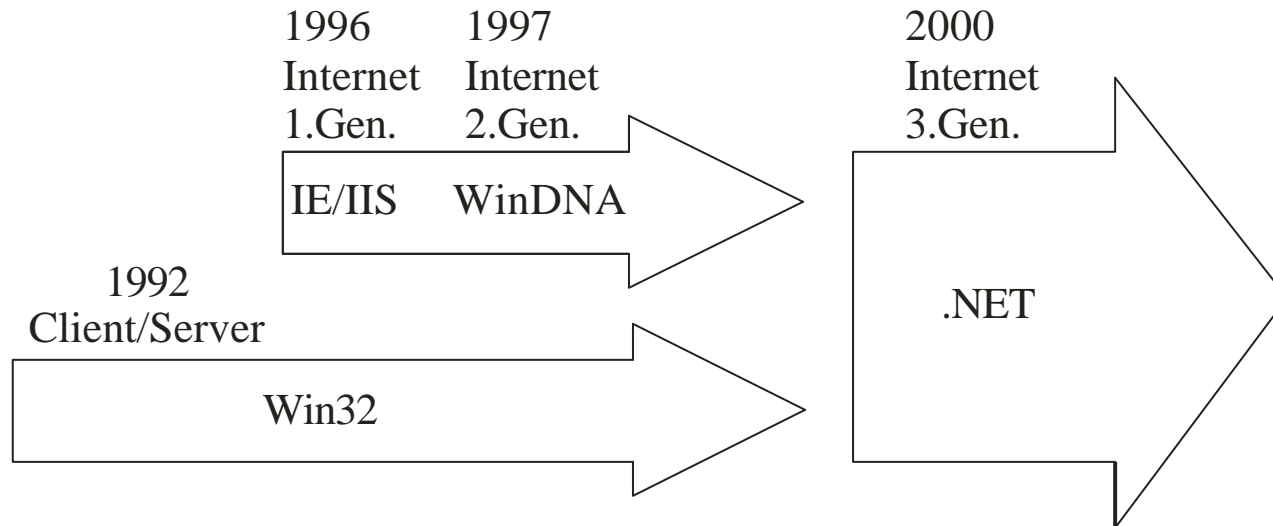 1996
Internet
1.Gen.
1997
Internet
2.Gen.
2000
Internet
3.Gen.
IE/IIS
WinDNA
1992
Client/Server
.NET
Win32